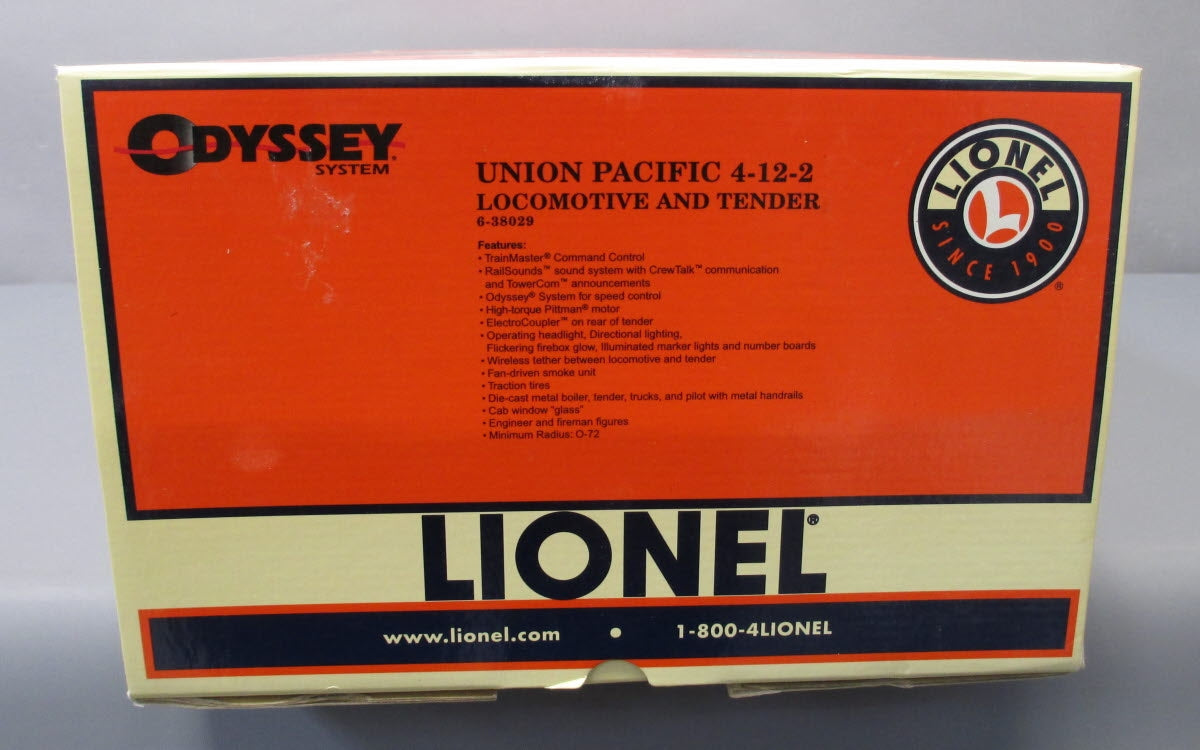 ODYSSEY®
SYSTEM
UNION PACIFIC 4-12-2
LOCOMOTIVE AND TENDER
6-38029
Features:
• TrainMaster® Command Control
• RailSounds™ sound system with CrewTalk™ communication
and TowerCom™ announcements
• Odyssey® System for speed control
• High-torque Pittman® motor
• ElectroCoupler™ on rear of tender
• Operating headlight, Directional lighting,
Flickering firebox glow, Illuminated marker lights and number boards
• Wireless tether between locomotive and tender
• Fan-driven smoke unit
• Traction tires
• Die-cast metal boiler, tender, trucks, and pilot with metal handrails
• Cab window "glass"
• Engineer and fireman figures
• Minimum Radius: O-72
LIONEL
L
SINCE 1900
®
LIONEL®
www.lionel.com • 1-800-4LIONEL